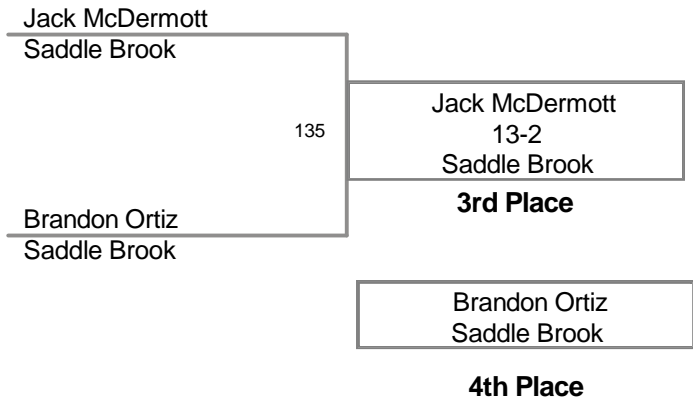 Jack McDermott
Saddle Brook
135
Jack McDermott
13-2
Saddle Brook
3rd Place
Brandon Ortiz
Saddle Brook
Brandon Ortiz
Saddle Brook
4th Place